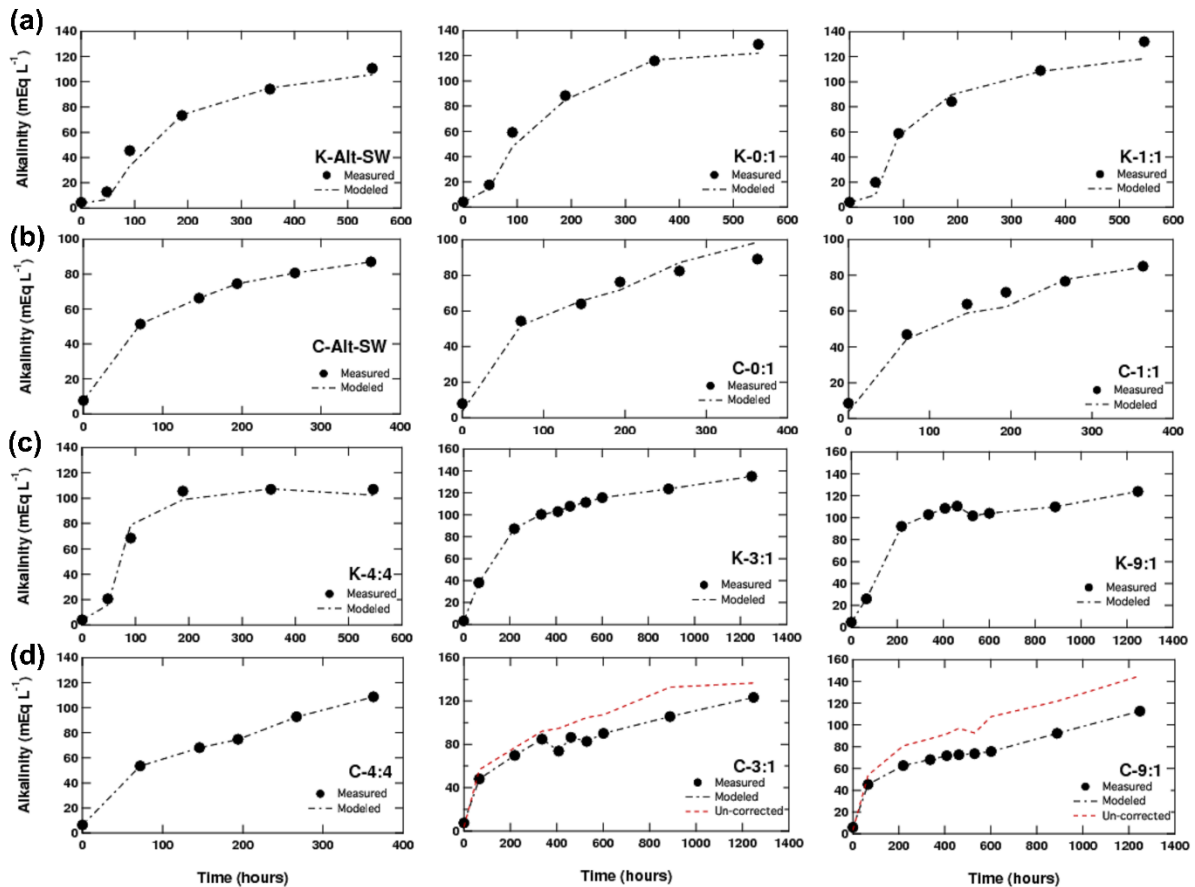 (a)
Alkalinity (mEq L⁻¹)
140
120
100
80
60
40
20
0
0 100 200 300 400 500 600
K-Alt-SW
Measured
Modeled
140
120
100
80
60
40
20
0
0 100 200 300 400 500 600
K-0:1
Measured
Modeled
140
120
100
80
60
40
20
0
0 100 200 300 400 500 600
K-1:1
Measured
Modeled
(b)
Alkalinity (mEq L⁻¹)
100
80
60
40
20
0
0 100 200 300 400
C-Alt-SW
Measured
Modeled
100
80
60
40
20
0
0 100 200 300 400
C-0:1
Measured
Modeled
100
80
60
40
20
0
0 100 200 300 400
C-1:1
Measured
Modeled
(c)
Alkalinity (mEq L⁻¹)
140
120
100
80
60
40
20
0
0 100 200 300 400 500 600
K-4:4
Measured
Modeled
160
140
120
100
80
60
40
20
0
0 200 400 600 800 1000 1200 1400
K-3:1
Measured
Modeled
160
140
120
100
80
60
40
20
0
0 200 400 600 800 1000 1200 1400
K-9:1
Measured
Modeled
(d)
Alkalinity (mEq L⁻¹)
140
120
100
80
60
40
20
0
0 100 200 300 400
C-4:4
Measured
Modeled
Time (hours)
160
120
80
40
0
0 200 400 600 800 1000 1200 1400
C-3:1
Measured
Modeled
Un-corrected
Time (hours)
160
140
120
100
80
60
40
20
0
0 200 400 600 800 1000 1200 1400
C-9:1
Measured
Modeled
Un-corrected
Time (hours)